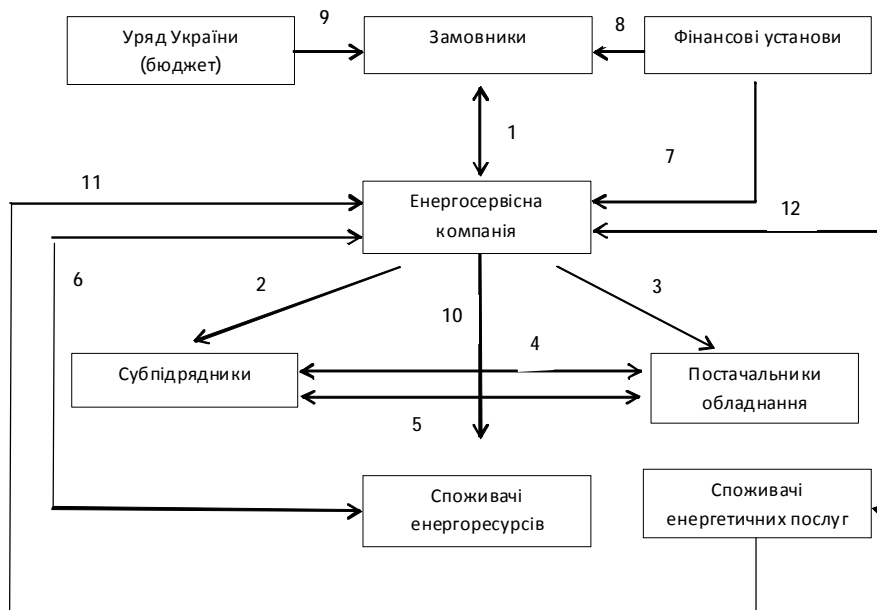 9
8
Уряд України
(бюджет)
Замовники
Фінансові установи
1
7
11
12
Енергосервісна
компанія
6
2
10
3
4
Субпідрядники
Постачальники
обладнання
5
Споживачі
енергоресурсів
Споживачі
енергетичних послуг